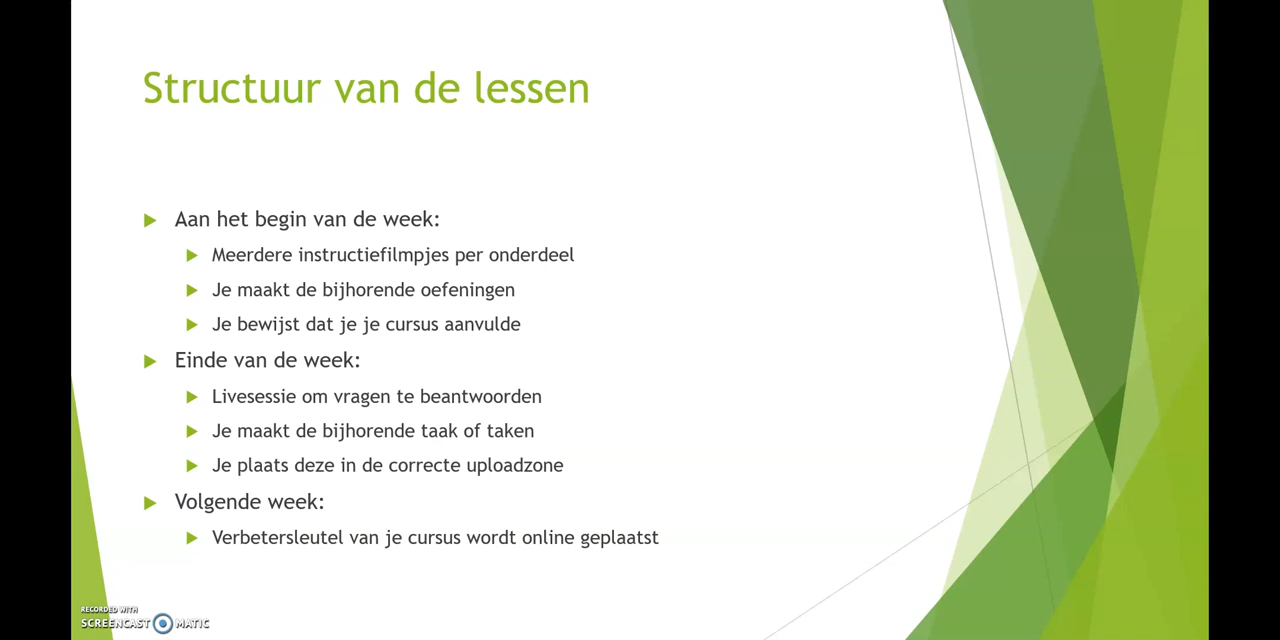 Structuur van de lessen
Aan het begin van de week:
Meerdere instructiefilmpjes per onderdeel
Je maakt de bijhorende oefeningen
Je bewijst dat je je cursus aanvulde
Einde van de week:
Livesessie om vragen te beantwoorden
Je maakt de bijhorende taak of taken
Je plaats deze in de correcte uploadzone
Volgende week:
Verbetersleutel van je cursus wordt online geplaatst
RECORDED WITH
SCREENCAST MATIC